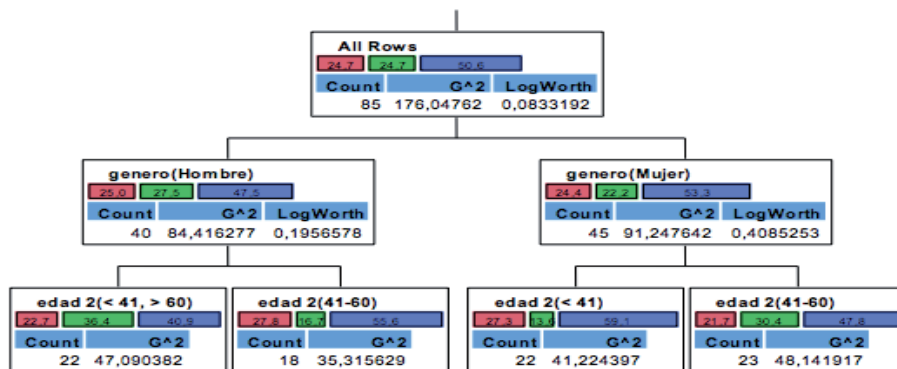 All Rows
24.7 24.7 50.6
Count G^2 LogWorth
85 176,04762 0,0833192
genero(Hombre)
25.0 27.5 47.5
Count G^2 LogWorth
40 84,416277 0,1956578
genero(Mujer)
24.4 22.2 53.3
Count G^2 LogWorth
45 91,247642 0,4085253
edad 2(< 41, > 60)
22.7 36.4 40.9
Count G^2
22 47,090382
edad 2(41-60)
27.8 16.7 55.6
Count G^2
18 35,315629
edad 2(< 41)
27.3 13.6 59.1
Count G^2
22 41,224397
edad 2(41-60)
21.7 30.4 47.8
Count G^2
23 48,141917